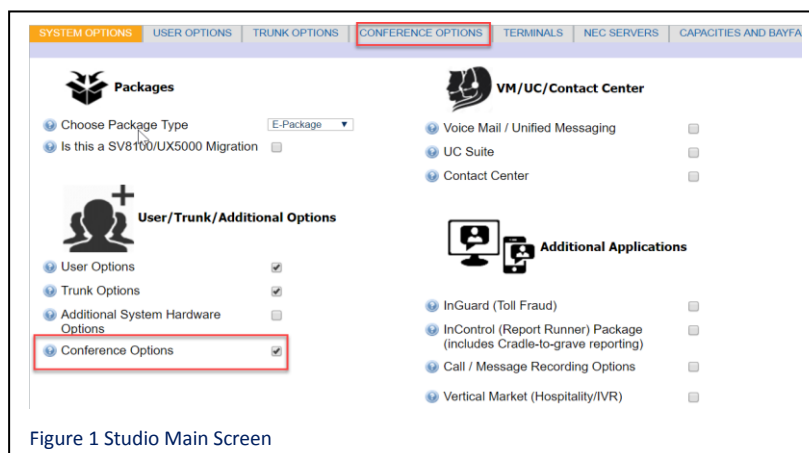 SYSTEM OPTIONS USER OPTIONS TRUNK OPTIONS CONFERENCE OPTIONS TERMINALS NEC SERVERS CAPACITIES AND BAYFA
Packages
Choose Package Type E-Package
Is this a SV8100/UX5000 Migration
User/Trunk/Additional Options
User Options
Trunk Options
Additional System Hardware
Options
Conference Options
VM/UC/Contact Center
Voice Mail / Unified Messaging
UC Suite
Contact Center
Additional Applications
InGuard (Toll Fraud)
InControl (Report Runner) Package
(includes Cradle-to-grave reporting)
Call / Message Recording Options
Vertical Market (Hospitality/IVR)
Figure 1 Studio Main Screen